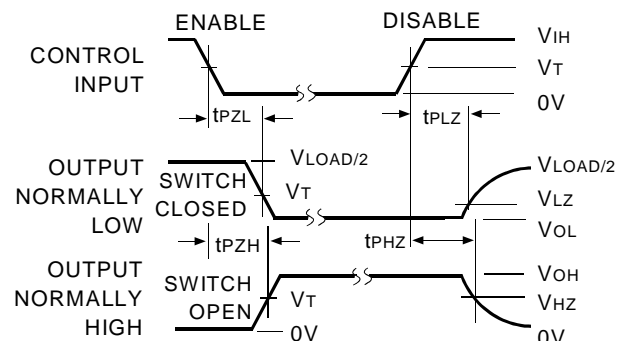 ENABLE
DISABLE
CONTROL
INPUT
VIH
VT
0V
tPZL
tPLZ
OUTPUT
NORMALLY
LOW
SWITCH
CLOSED
VLOAD/2
VT
VLOAD/2
VLZ
VOL
tPZH
tPHZ
OUTPUT
NORMALLY
HIGH
SWITCH
OPEN
VT
0V
VOH
VHZ
0V